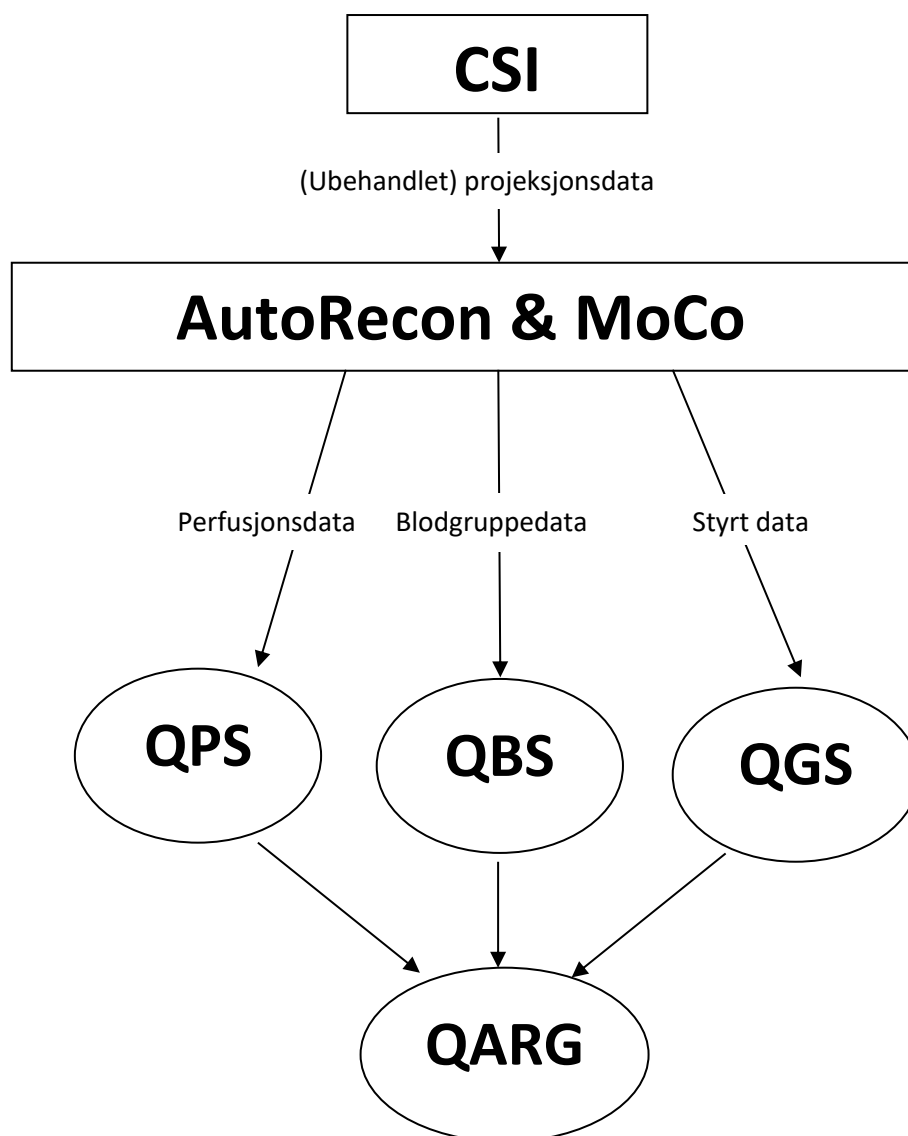 CSI
(Ubehandlet) projeksjonsdata
AutoRecon & MoCo
Perfusjonsdata
Blodgruppedata
Styrt data
QPS
QBS
QGS
QARG